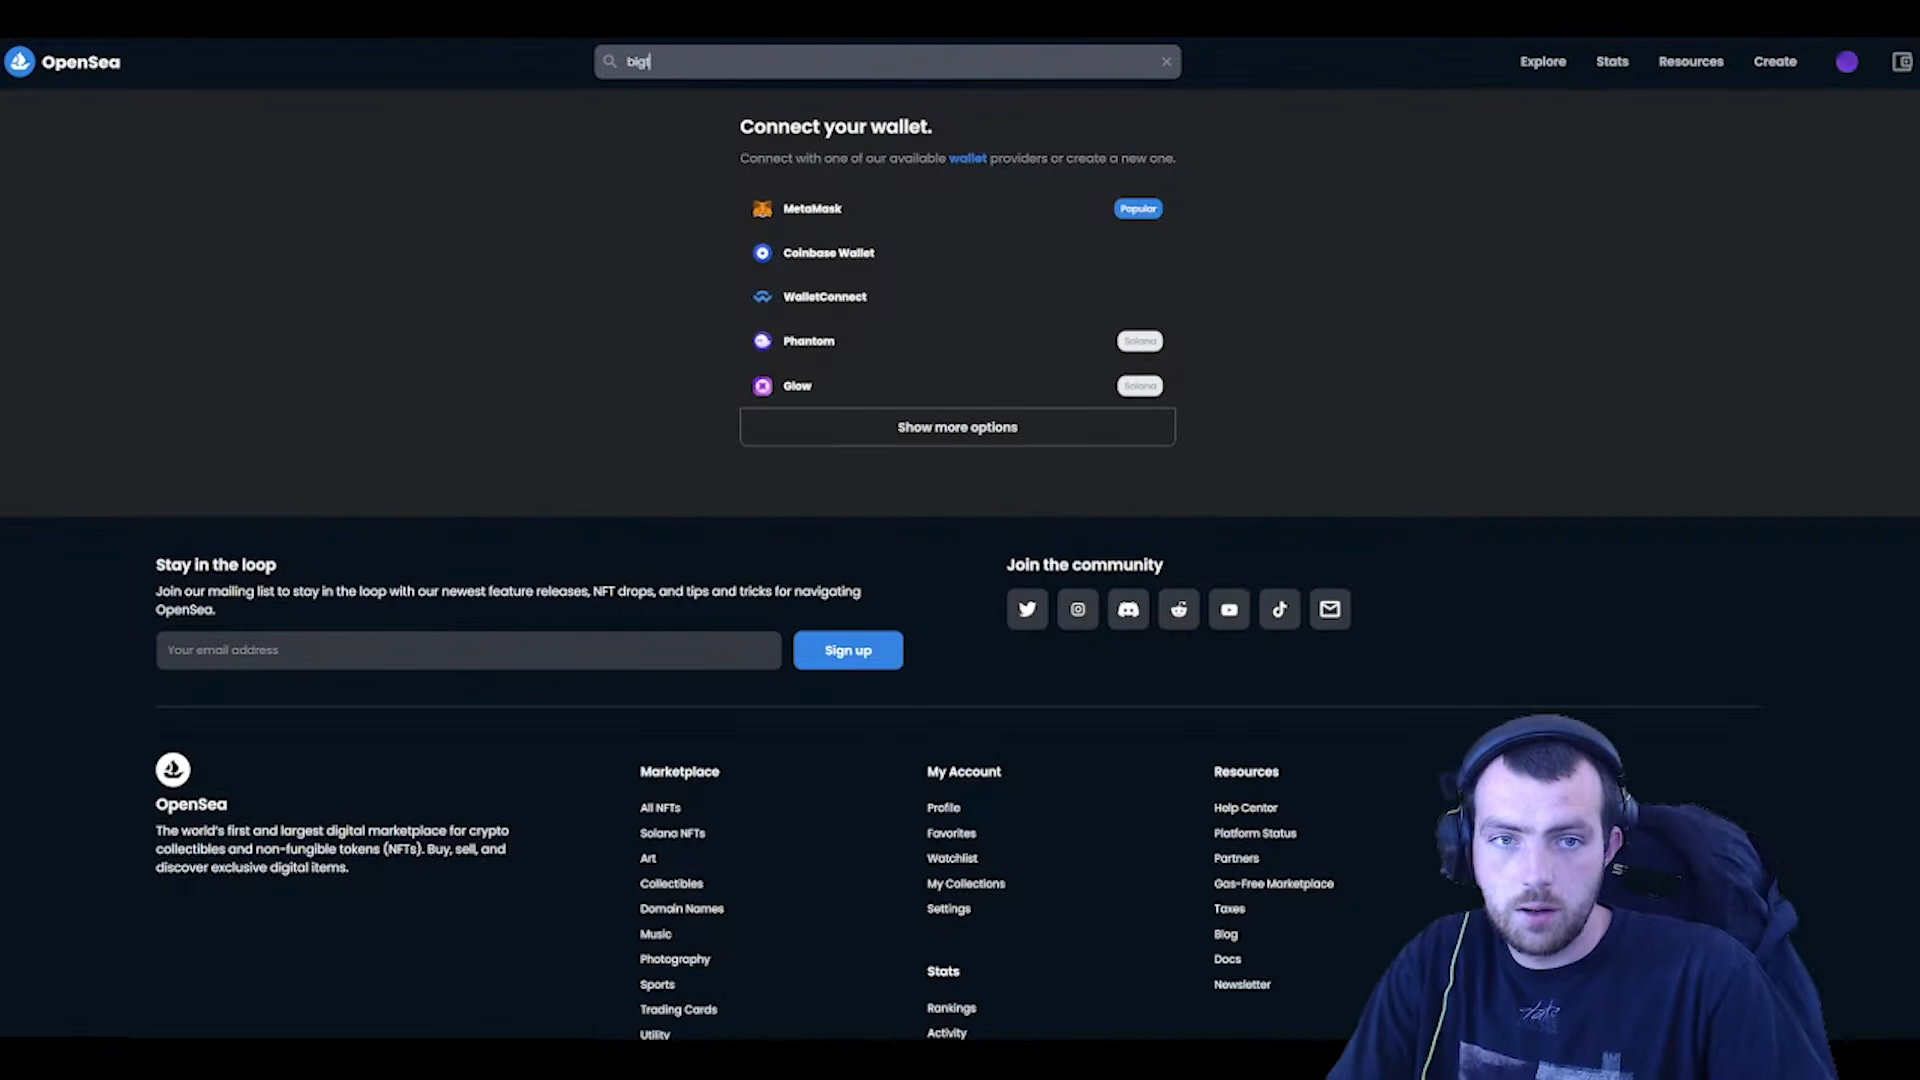 OpenSea
bigt
Explore
Stats
Resources
Create
Connect your wallet.
Connect with one of our available wallet providers or create a new one.
MetaMask
Popular
Coinbase Wallet
WalletConnect
Phantom
Solana
Glow
Solana
Show more options
Stay in the loop
Join our mailing list to stay in the loop with our newest feature releases, NFT drops, and tips and tricks for navigating
OpenSea.
Your email address
Sign up
Join the community
OpenSea
The world's first and largest digital marketplace for crypto
collectibles and non-fungible tokens (NFTs). Buy, sell, and
discover exclusive digital items.
Marketplace
All NFTs
Solana NFTs
Art
Collectibles
Domain Names
Music
Photography
Sports
Trading Cards
Utility
My Account
Profile
Favorites
Watchlist
My Collections
Settings
Stats
Rankings
Activity
Resources
Help Center
Platform Status
Partners
Gas-Free Marketplace
Taxes
Blog
Docs
Newsletter